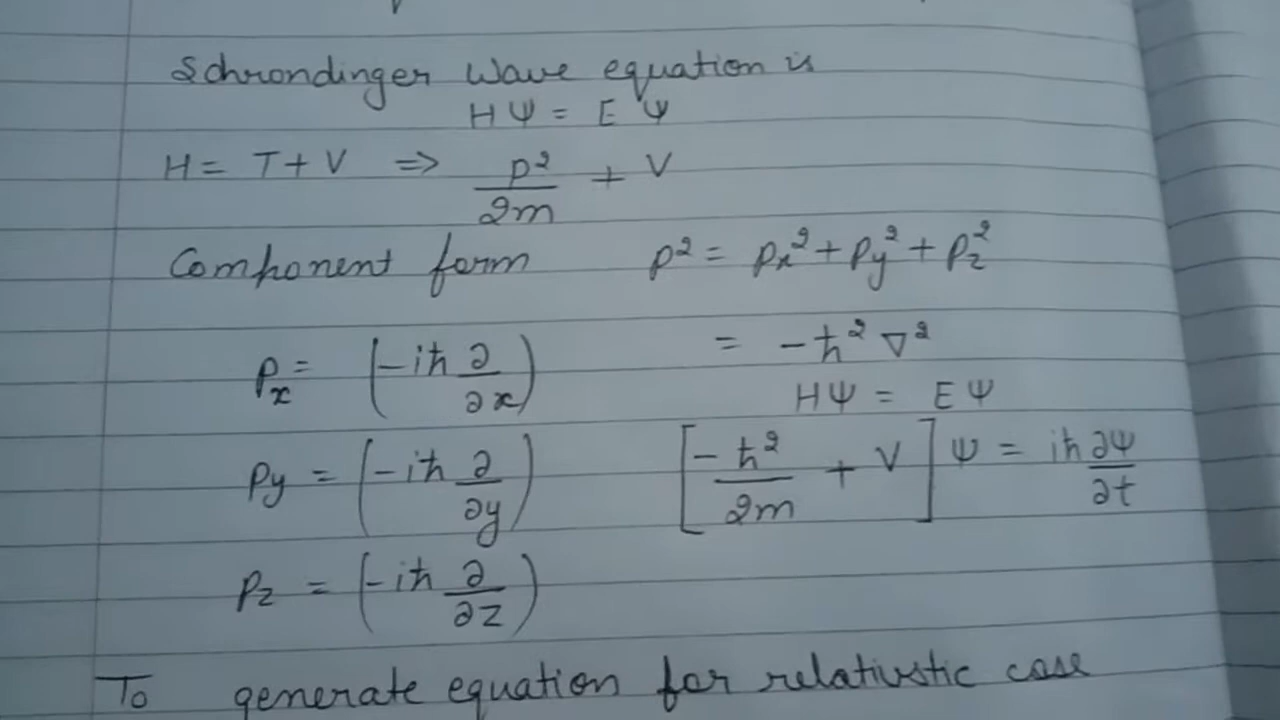 Schrondinger wave equation is
HΨ = EΨ
H = T + V ⇒ p²/2m + V
Component form p² = px² + py² + pz²
= -ħ²∇²
Px = (-iħ ∂/∂x)
HΨ = EΨ
Py = (-iħ ∂/∂y) [-ħ²/2m + V]Ψ = iħ ∂Ψ/∂t
Pz = (-iħ ∂/∂z)
To generate equation for relativstic case